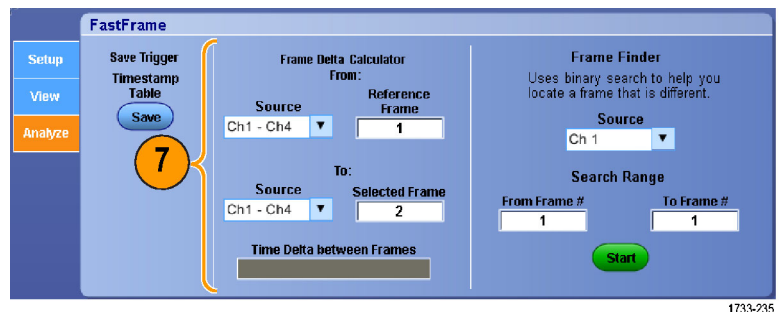 FastFrame
Setup
View
Analyze
Save Trigger
Timestamp
Table
Save
7
Frame Delta Calculator
From:
Source
Reference
Frame
Ch1 - Ch4
1
To:
Source
Selected Frame
Ch1 - Ch4
2
Time Delta between Frames
Frame Finder
Uses binary search to help you
locate a frame that is different.
Source
Ch 1
Search Range
From Frame #
To Frame #
1
1
Start
1733-235